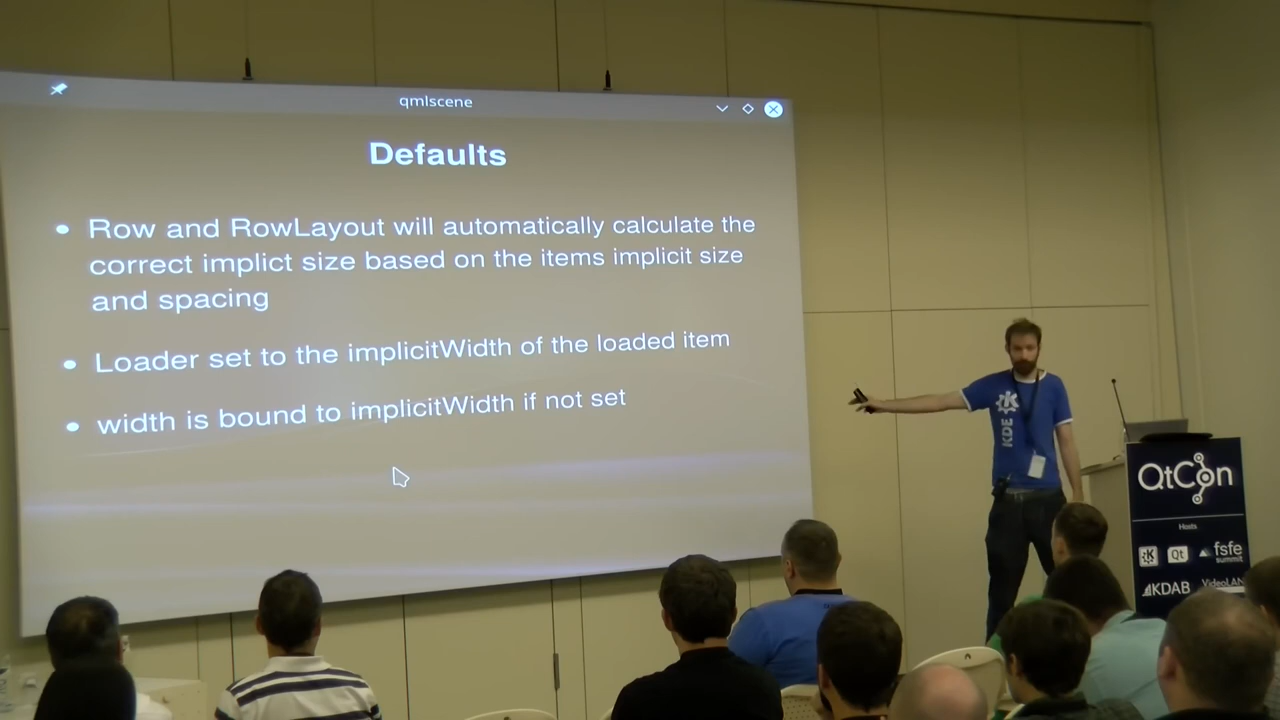 qmlscene
Defaults
• Row and RowLayout will automatically calculate the
correct implict size based on the items implicit size
and spacing
• Loader set to the implicitWidth of the loaded item
• width is bound to implicitWidth if not set
KDE
QtCon
Hosts
Qt
fsfe
summit
KDAB
VideoLAN